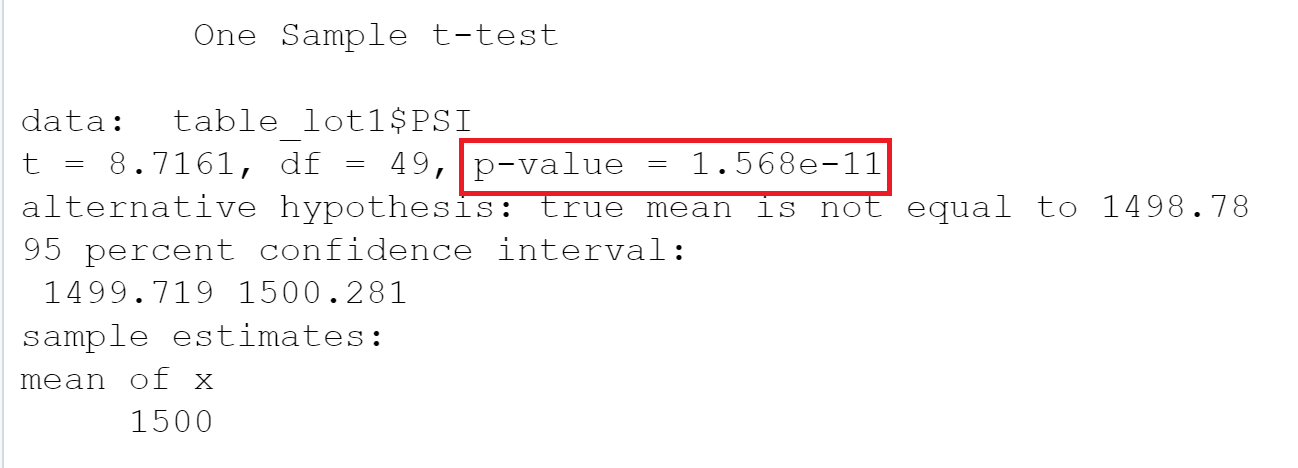 One Sample t-test
data:  table_lot1$PSI
t = 8.7161, df = 49, p-value = 1.568e-11
alternative hypothesis: true mean is not equal to 1498.78
95 percent confidence interval:
1499.719 1500.281
sample estimates:
mean of x
1500